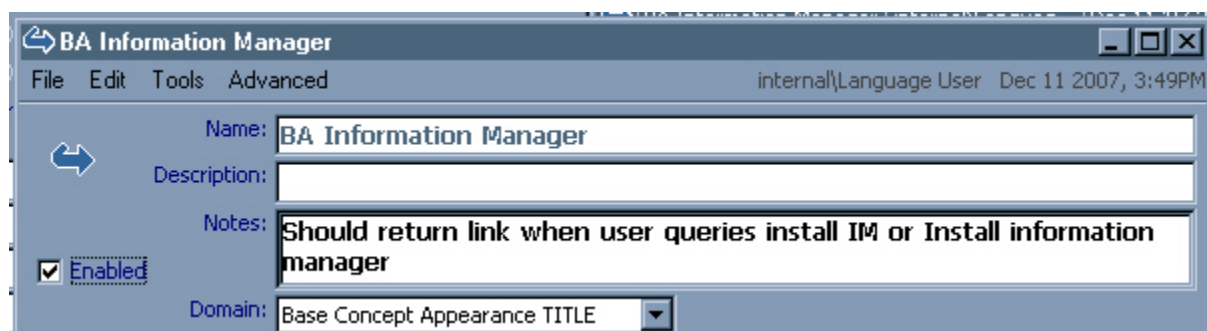 BA Information Manager
File Edit Tools Advanced internal\Language User Dec 11 2007, 3:49PM
Name: BA Information Manager
Description:
Notes: Should return link when user queries install IM or Install information
manager
Enabled
Domain: Base Concept Appearance TITLE